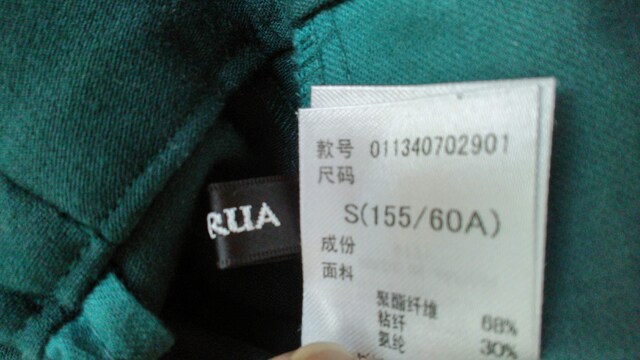 RUA
款号 011340702901
尺码
S(155/60A)
成份
面料
聚酯纤维 68%
粘纤 30%
氨纶